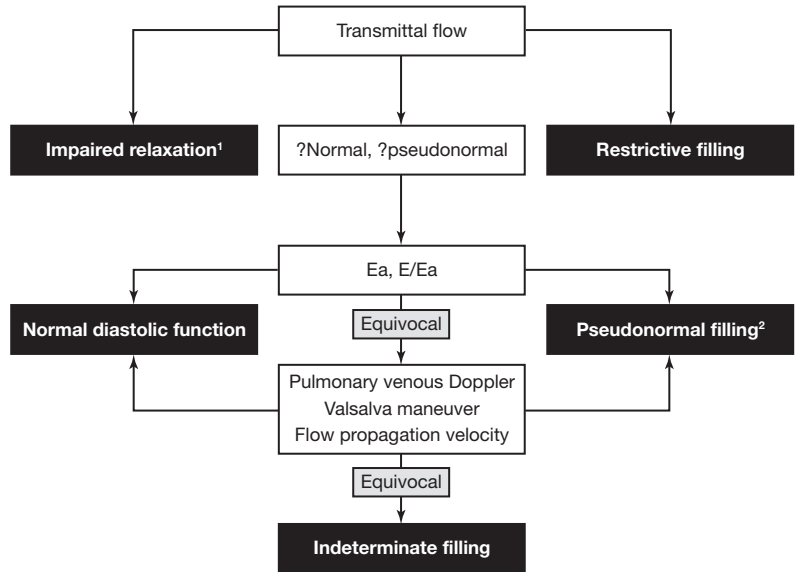 Transmittal flow
Impaired relaxation¹
?Normal, ?pseudonormal
Restrictive filling
Ea, E/Ea
Normal diastolic function
Equivocal
Pseudonormal filling²
Pulmonary venous Doppler
Valsalva maneuver
Flow propagation velocity
Equivocal
Indeterminate filling